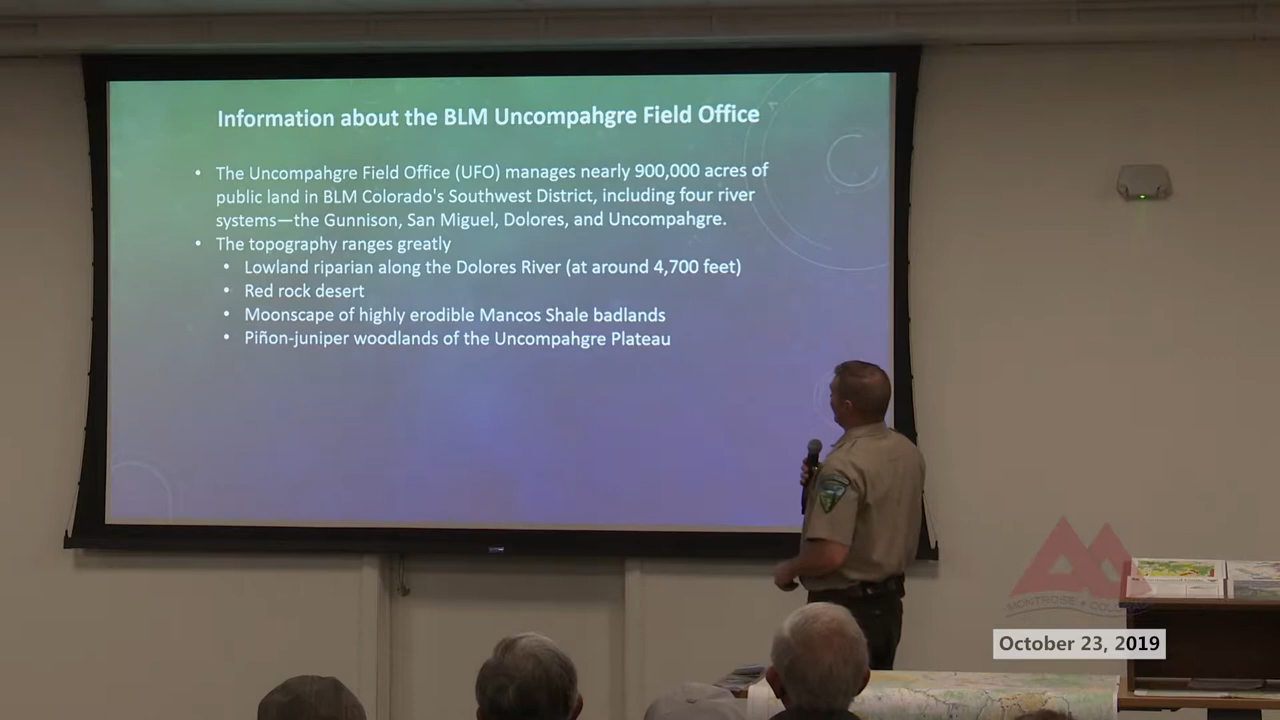 Information about the BLM Uncompahgre Field Office
• The Uncompahgre Field Office (UFO) manages nearly 900,000 acres of
public land in BLM Colorado's Southwest District, including four river
systems—the Gunnison, San Miguel, Dolores, and Uncompahgre.
• The topography ranges greatly
• Lowland riparian along the Dolores River (at around 4,700 feet)
• Red rock desert
• Moonscape of highly erodible Mancos Shale badlands
• Piñon-juniper woodlands of the Uncompahgre Plateau
MONTROSE
October 23, 2019